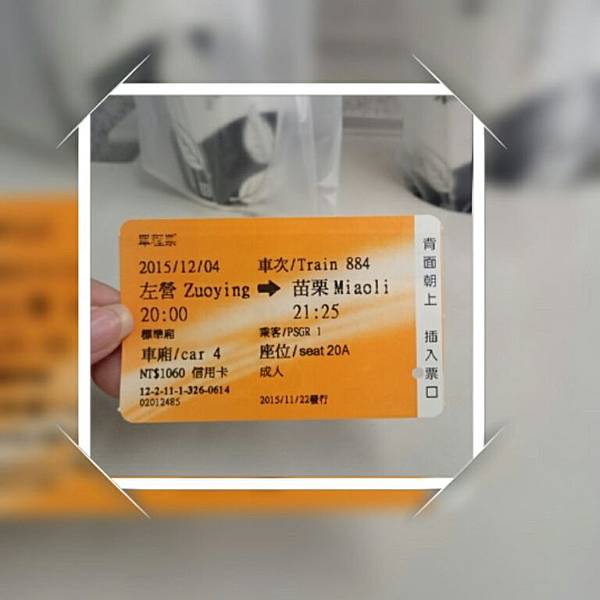 單程票
2015/12/04 車次/Train 884
左營 Zuoying ➡ 苗栗 Miaoli
20:00 21:25
標準廂 乘客/PSGR 1
車廂/car 4 座位/seat 20A
NT$1060 信用卡 成人
12-2-11-1-326-0614
02012485 2015/11/22發行
背面朝上 插入票口